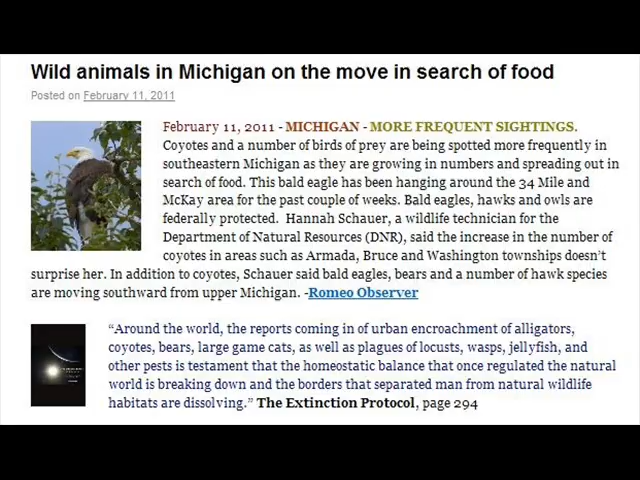 Wild animals in Michigan on the move in search of food
Posted on February 11, 2011
February 11, 2011 - MICHIGAN - MORE FREQUENT SIGHTINGS.
Coyotes and a number of birds of prey are being spotted more frequently in
southeastern Michigan as they are growing in numbers and spreading out in
search of food. This bald eagle has been hanging around the 34 Mile and
McKay area for the past couple of weeks. Bald eagles, hawks and owls are
federally protected.  Hannah Schauer, a wildlife technician for the
Department of Natural Resources (DNR), said the increase in the number of
coyotes in areas such as Armada, Bruce and Washington townships doesn't
surprise her. In addition to coyotes, Schauer said bald eagles, bears and a number of hawk species
are moving southward from upper Michigan. -Romeo Observer
“Around the world, the reports coming in of urban encroachment of alligators,
coyotes, bears, large game cats, as well as plagues of locusts, wasps, jellyfish, and
other pests is testament that the homeostatic balance that once regulated the natural
world is breaking down and the borders that separated man from natural wildlife
habitats are dissolving.” The Extinction Protocol, page 294